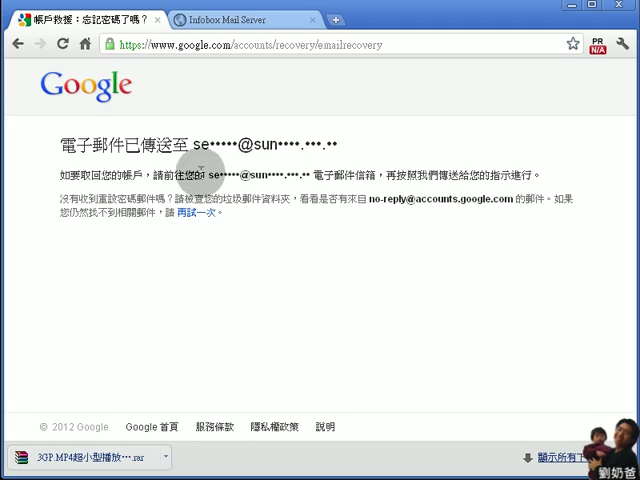 帳戶救援：忘記密碼了嗎？
Infobox Mail Server
https://www.google.com/accounts/recovery/emailrecovery
PR
N/A
Google
電子郵件已傳送至 se•••••@sun••••.•••.••
如要取回您的帳戶，請前往您的 se•••••@sun••••.•••.•• 電子郵件信箱，再按照我們傳送給您的指示進行。
沒有收到重設密碼郵件嗎？請檢查您的垃圾郵件資料夾，看看是否有來自 no-reply@accounts.google.com 的郵件。如果
您仍然找不到相關郵件，請 再試一次。
© 2012 Google Google 首頁 服務條款 隱私權政策 說明
3GP.MP4超小型播放⋯.rar
顯示所有下
劉奶爸